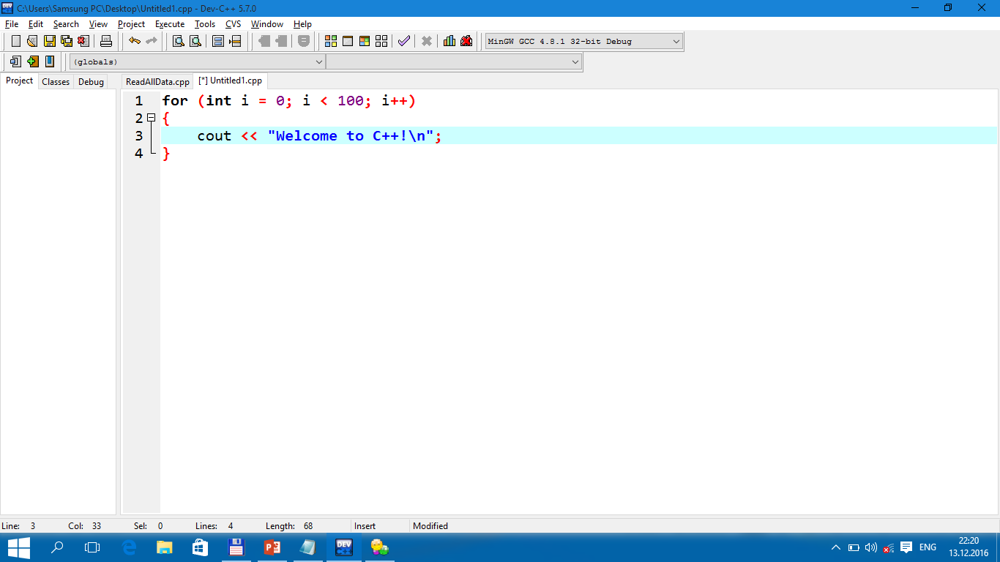 C:\Users\Samsung PC\Desktop\Untitled1.cpp - Dev-C++ 5.7.0
File Edit Search View Project Execute Tools CVS Window Help
MinGW GCC 4.8.1 32-bit Debug
(globals)
Project Classes Debug ReadAllData.cpp [*] Untitled1.cpp
1 for (int i = 0; i < 100; i++)
2 {
3     cout << "Welcome to C++!\n";
4 }
Line: 3 Col: 33 Sel: 0 Lines: 4 Length: 68 Insert Modified
DEV C++ ENG 22:20
13.12.2016